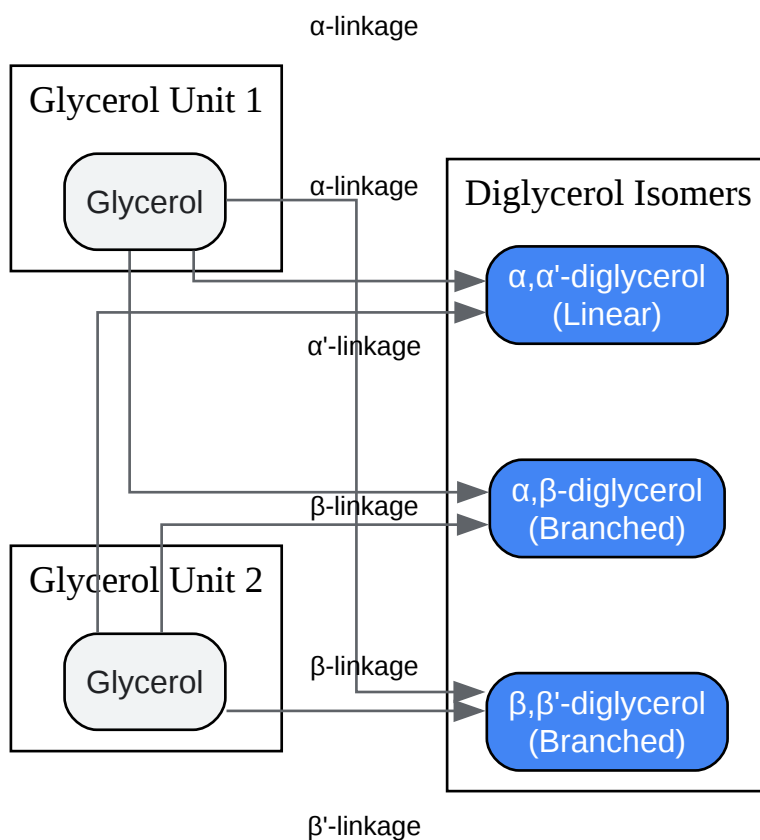 α-linkage
Glycerol Unit 1
Glycerol
α-linkage
Diglycerol Isomers
α,α'-diglycerol
(Linear)
α'-linkage
α,β-diglycerol
(Branched)
β-linkage
Glycerol Unit 2
Glycerol
β-linkage
β,β'-diglycerol
(Branched)
β'-linkage